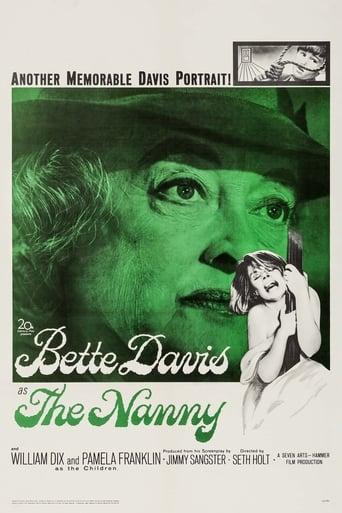 ANOTHER MEMORABLE DAVIS PORTRAIT!
Bette Davis
as The Nanny
and
WILLIAM DIX and PAMELA FRANKLIN
as the Children
Produced from his Screenplay by
JIMMY SANGSTER
Directed by
SETH HOLT
A SEVEN ARTS–HAMMER
FILM PRODUCTION